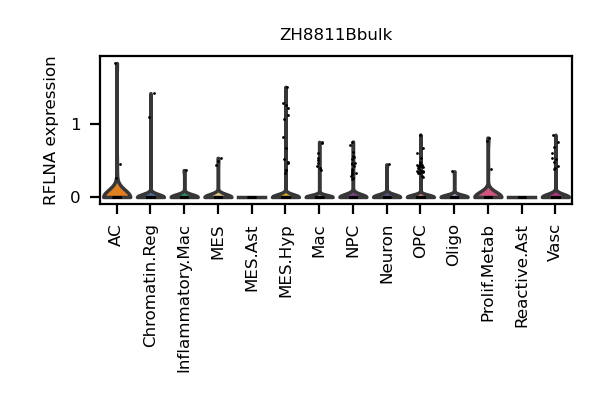 ZH8811Bbulk
RFLNA expression
1
0
AC
Chromatin.Reg
Inflammatory.Mac
MES
MES.Ast
MES.Hyp
Mac
NPC
Neuron
OPC
Oligo
Prolif.Metab
Reactive.Ast
Vasc